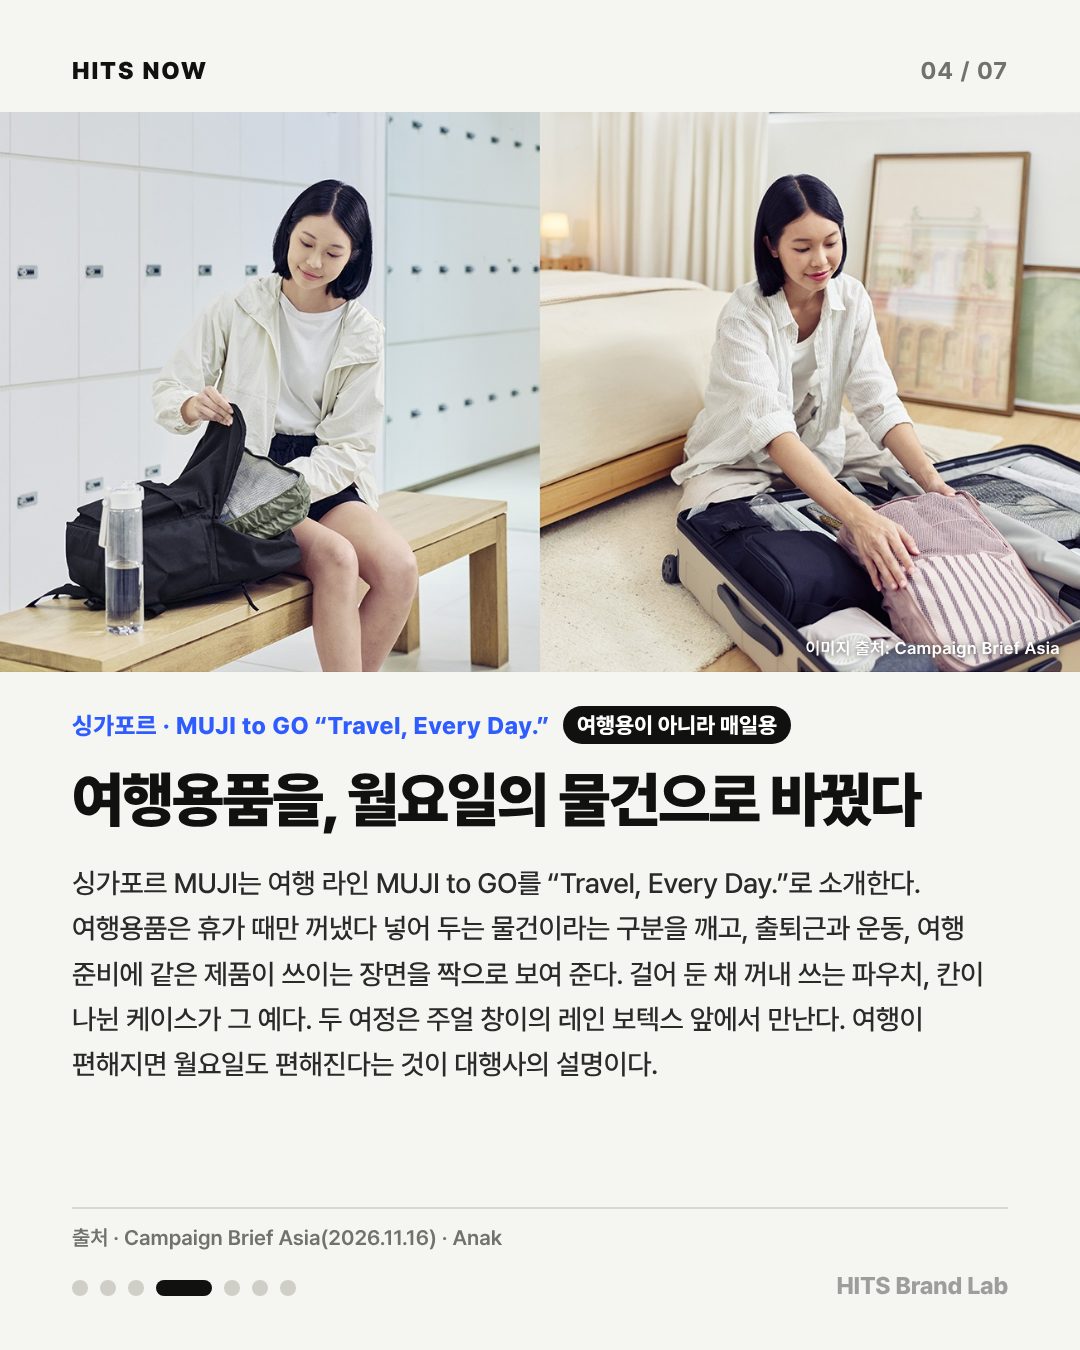 HITS NOW
04 / 07
이미지 출처: Campaign Brief Asia
싱가포르 · MUJI to GO “Travel, Every Day.”
여행용이 아니라 매일용
여행용품을, 월요일의 물건으로 바꿨다
싱가포르 MUJI는 여행 라인 MUJI to GO를 “Travel, Every Day.”로 소개한다.
여행용품은 휴가 때만 꺼냈다 넣어 두는 물건이라는 구분을 깨고, 출퇴근과 운동, 여행
준비에 같은 제품이 쓰이는 장면을 짝으로 보여 준다. 걸어 둔 채 꺼내 쓰는 파우치, 칸이
나뉜 케이스가 그 예다. 두 여정은 주얼 창이의 레인 보텍스 앞에서 만난다. 여행이
편해지면 월요일도 편해진다는 것이 대행사의 설명이다.
출처 · Campaign Brief Asia(2026.11.16) · Anak
HITS Brand Lab